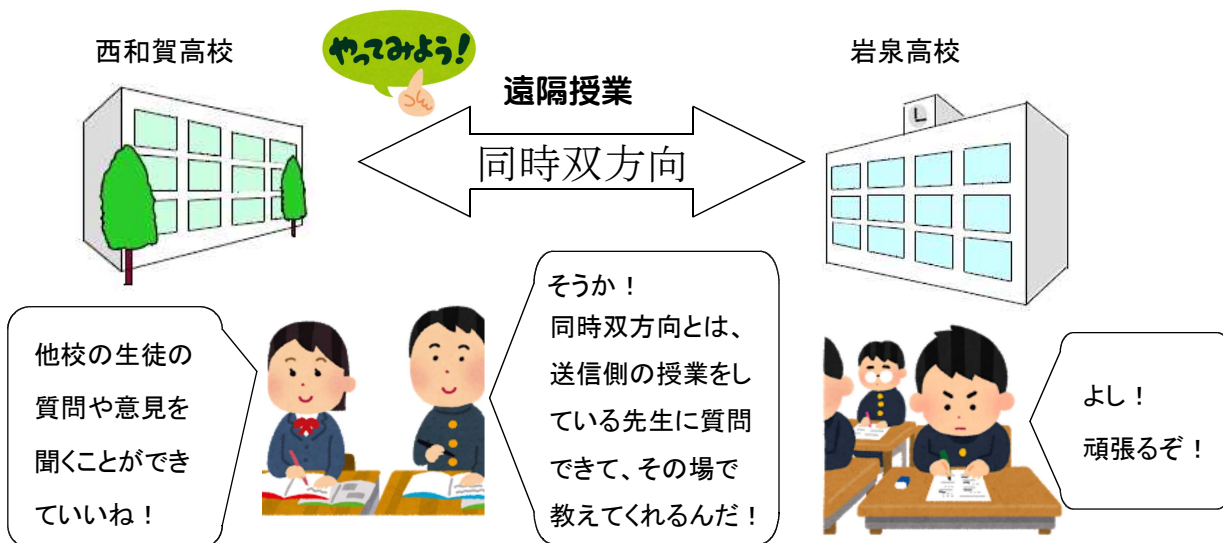 西和賀高校
やってみよう!
遠隔授業
岩泉高校
同時双方向
他校の生徒の
質問や意見を
聞くことができ
ていいね！
そうか！
同時双方向とは、
送信側の授業をし
ている先生に質問
できて、その場で
教えてくれるんだ！
よし！
頑張るぞ！